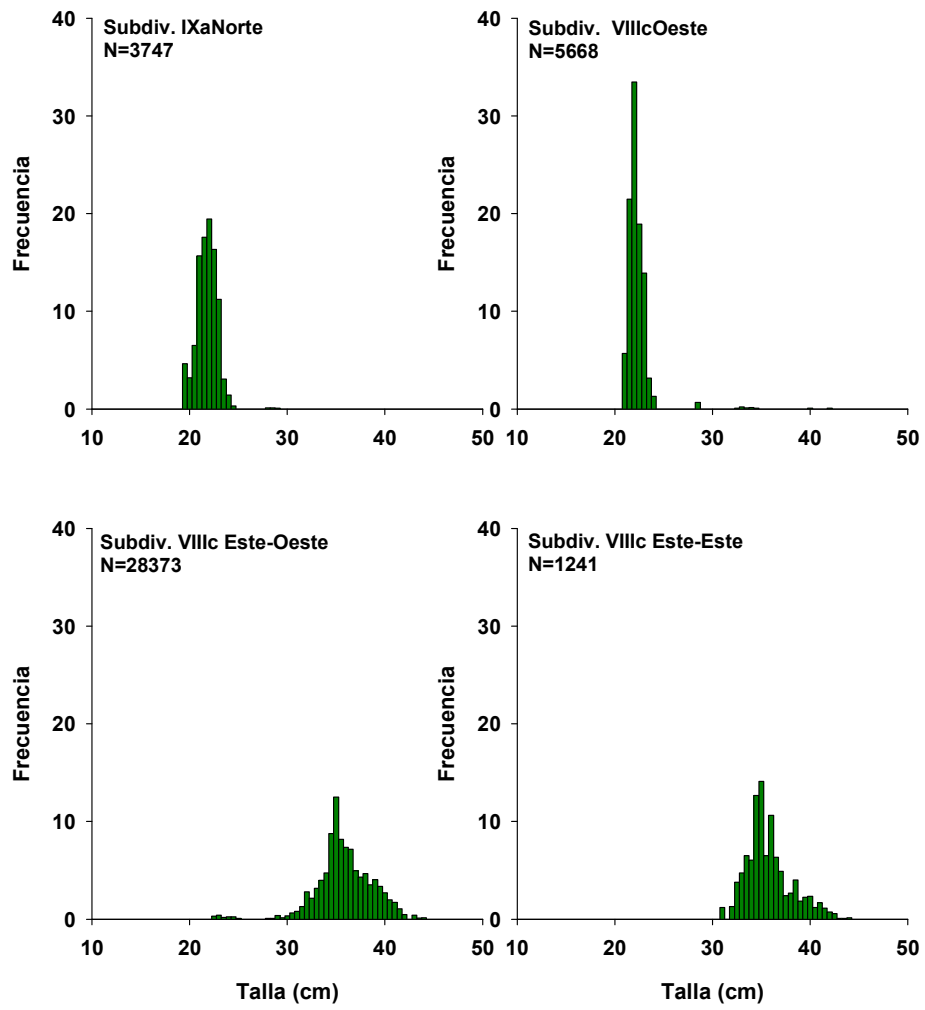 Subdiv. IXaNorte
N=3747
Frecuencia
40
30
20
10
0
10 20 30 40 50
Subdiv. VIIIcOeste
N=5668
Frecuencia
40
30
20
10
0
10 20 30 40 50
Subdiv. VIIIc Este-Oeste
N=28373
Frecuencia
40
30
20
10
0
10 20 30 40 50
Talla (cm)
Subdiv. VIIIc Este-Este
N=1241
Frecuencia
40
30
20
10
0
10 20 30 40 50
Talla (cm)